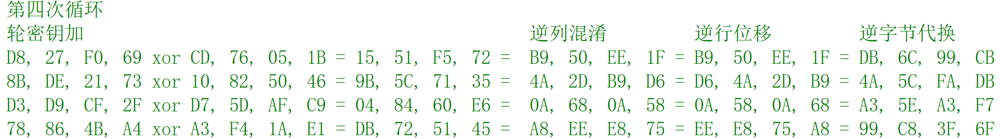 第四次循环
轮密钥加 逆列混淆 逆行位移 逆字节代换
D8, 27, F0, 69 xor CD, 76, 05, 1B = 15, 51, F5, 72 = B9, 50, EE, 1F = B9, 50, EE, 1F = DB, 6C, 99, CB
8B, DE, 21, 73 xor 10, 82, 50, 46 = 9B, 5C, 71, 35 = 4A, 2D, B9, D6 = D6, 4A, 2D, B9 = 4A, 5C, FA, DB
D3, D9, CF, 2F xor D7, 5D, AF, C9 = 04, 84, 60, E6 = 0A, 68, 0A, 58 = 0A, 58, 0A, 68 = A3, 5E, A3, F7
78, 86, 4B, A4 xor A3, F4, 1A, E1 = DB, 72, 51, 45 = A8, EE, E8, 75 = EE, E8, 75, A8 = 99, C8, 3F, 6F